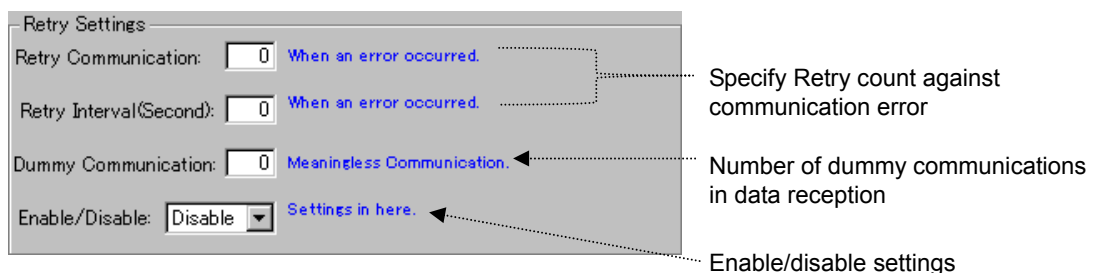 Retry Settings
Retry Communication: 0 When an error occurred.
Retry Interval(Second): 0 When an error occurred.
Specify Retry count against
communication error
Dummy Communication: 0 Meaningless Communication.
Number of dummy communications
in data reception
Enable/Disable: Disable Settings in here.
Enable/disable settings